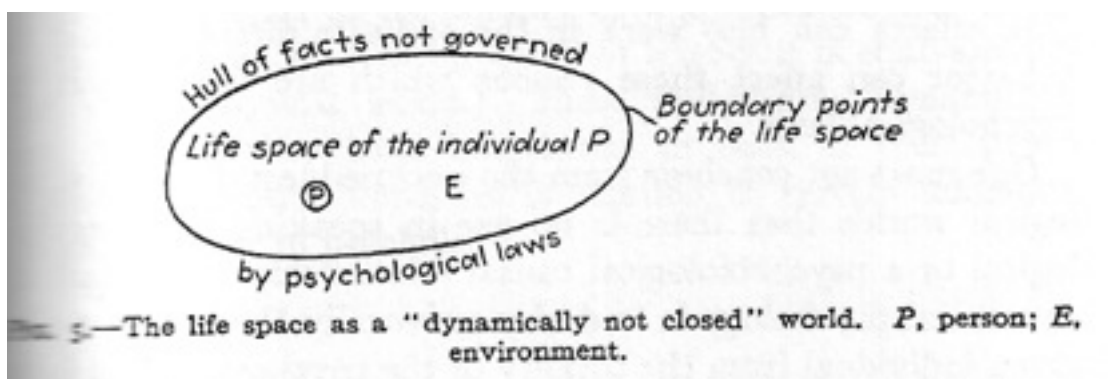 Hull of facts not governed
by psychological laws
Life space of the individual P
P
E
Boundary points
of the life space
—The life space as a "dynamically not closed" world. P, person; E,
environment.